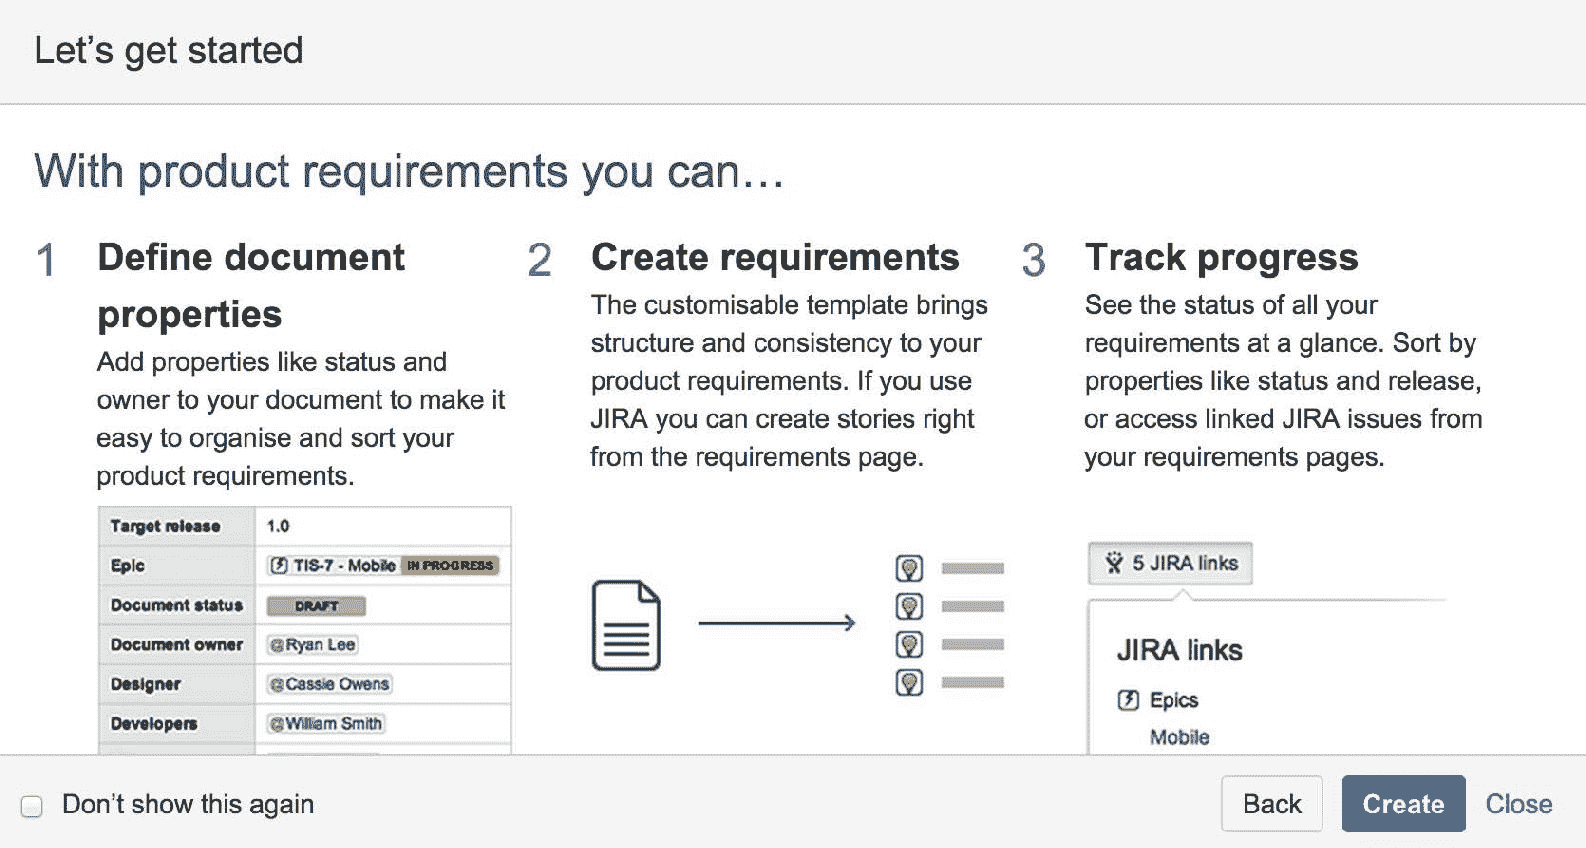 Let's get started
With product requirements you can…
1 Define document
properties
Add properties like status and
owner to your document to make it
easy to organise and sort your
product requirements.
Target release 1.0
Epic TIS-7 - Mobile IN PROGRESS
Document status DRAFT
Document owner @Ryan Lee
Designer @Cassie Owens
Developers @William Smith
2 Create requirements
The customisable template brings
structure and consistency to your
product requirements. If you use
JIRA you can create stories right
from the requirements page.
3 Track progress
See the status of all your
requirements at a glance. Sort by
properties like status and release,
or access linked JIRA issues from
your requirements pages.
5 JIRA links
JIRA links
Epics
Mobile
Don't show this again
Back Create Close